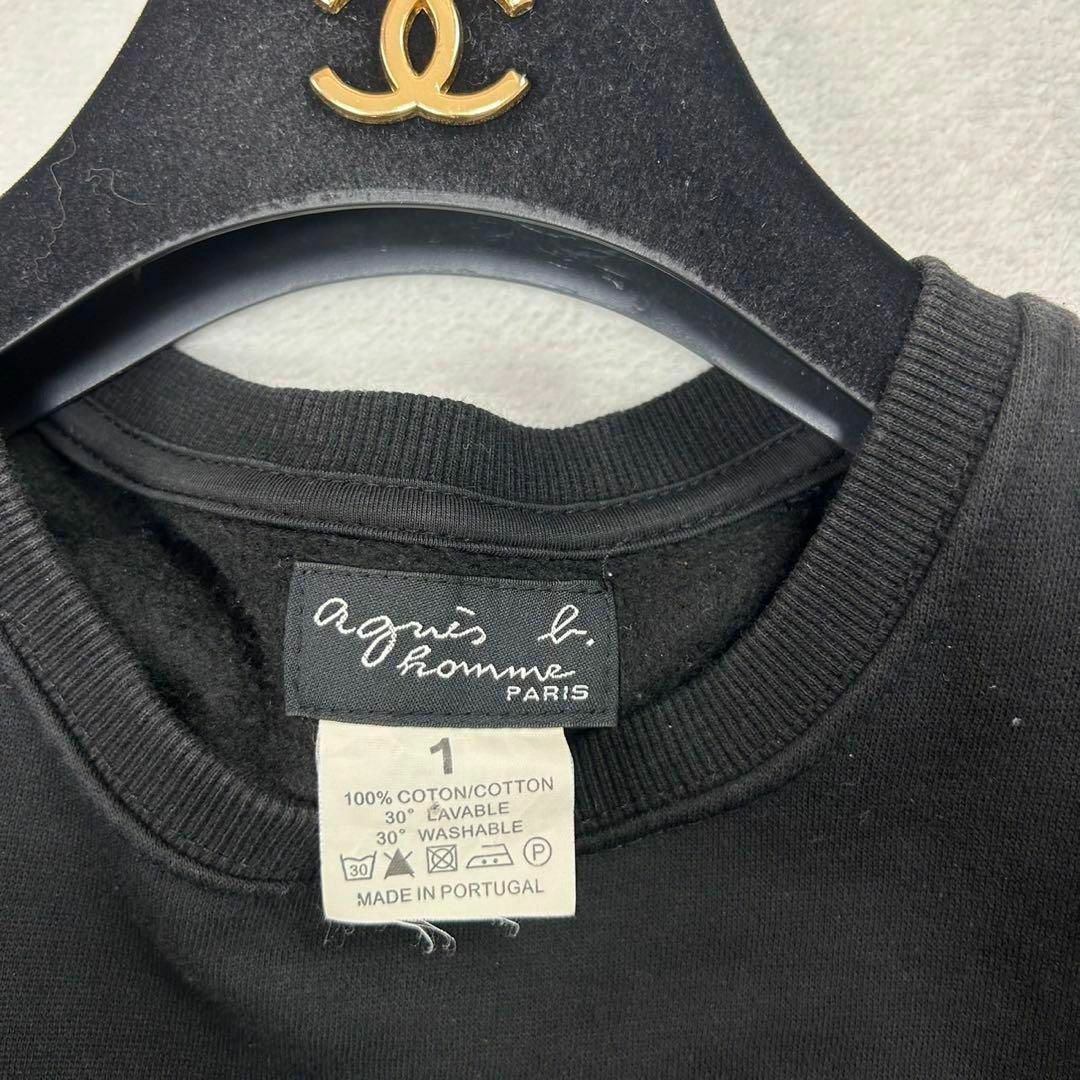 agnès b.
homme
PARIS
1
100% COTON/COTTON
30° LAVABLE
30° WASHABLE
30 P
MADE IN PORTUGAL